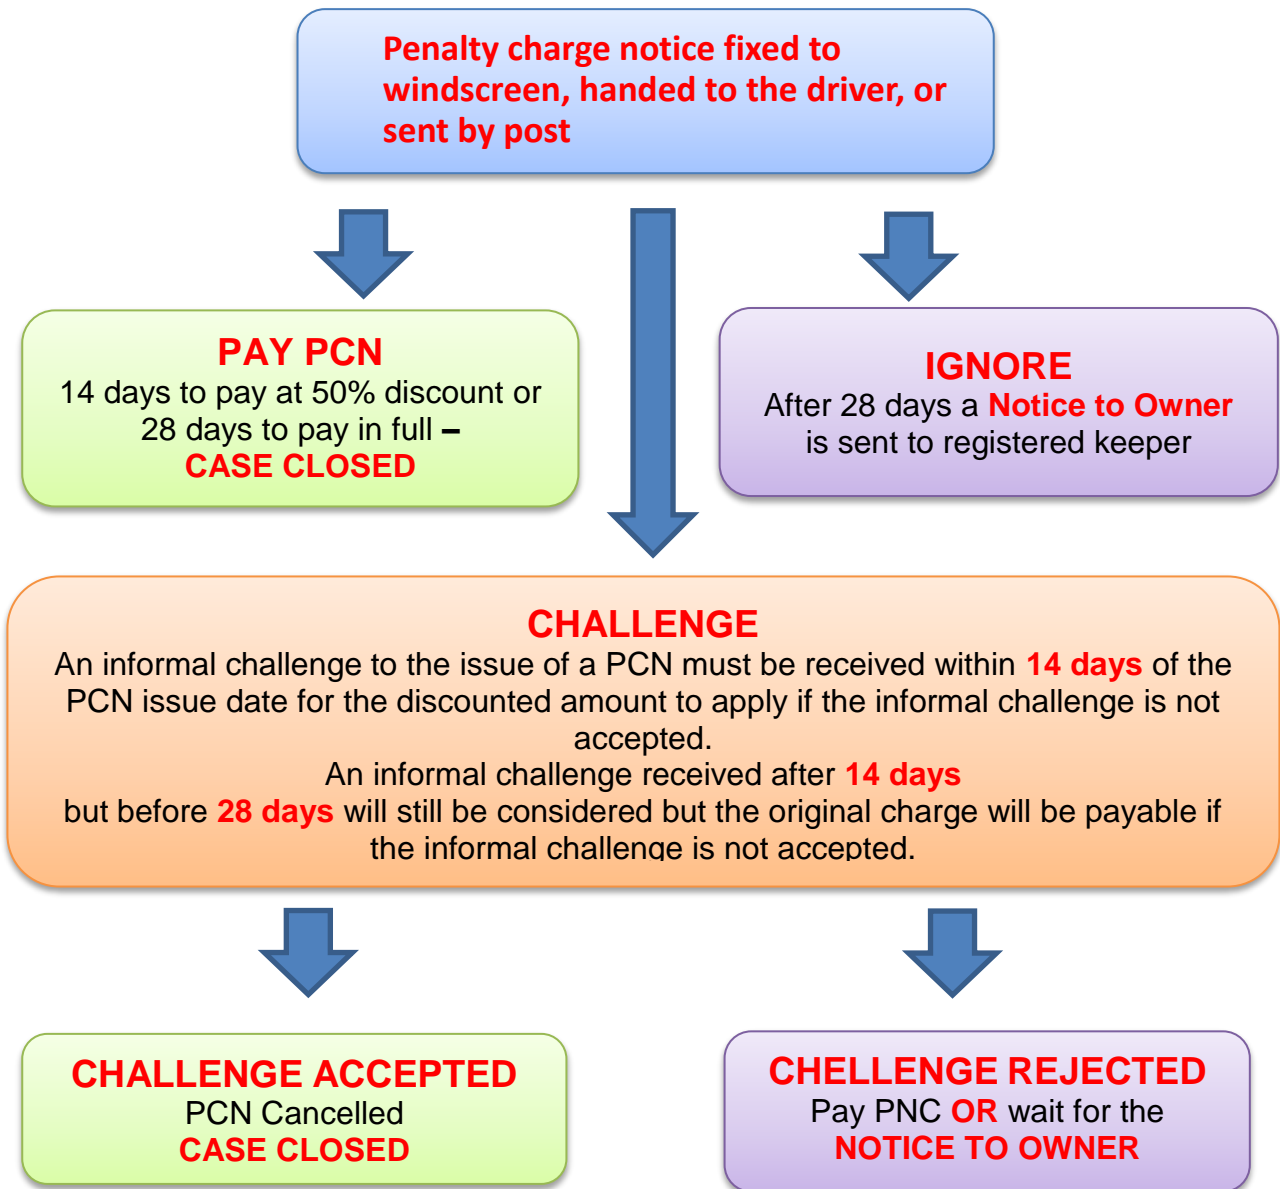 Penalty charge notice fixed to
windscreen, handed to the driver, or
sent by post
PAY PCN
14 days to pay at 50% discount or
28 days to pay in full –
CASE CLOSED
IGNORE
After 28 days a Notice to Owner
is sent to registered keeper
CHALLENGE
An informal challenge to the issue of a PCN must be received within 14 days of the
PCN issue date for the discounted amount to apply if the informal challenge is not
accepted.
An informal challenge received after 14 days
but before 28 days will still be considered but the original charge will be payable if
the informal challenge is not accepted.
CHALLENGE ACCEPTED
PCN Cancelled
CASE CLOSED
CHELLENGE REJECTED
Pay PNC OR wait for the
NOTICE TO OWNER